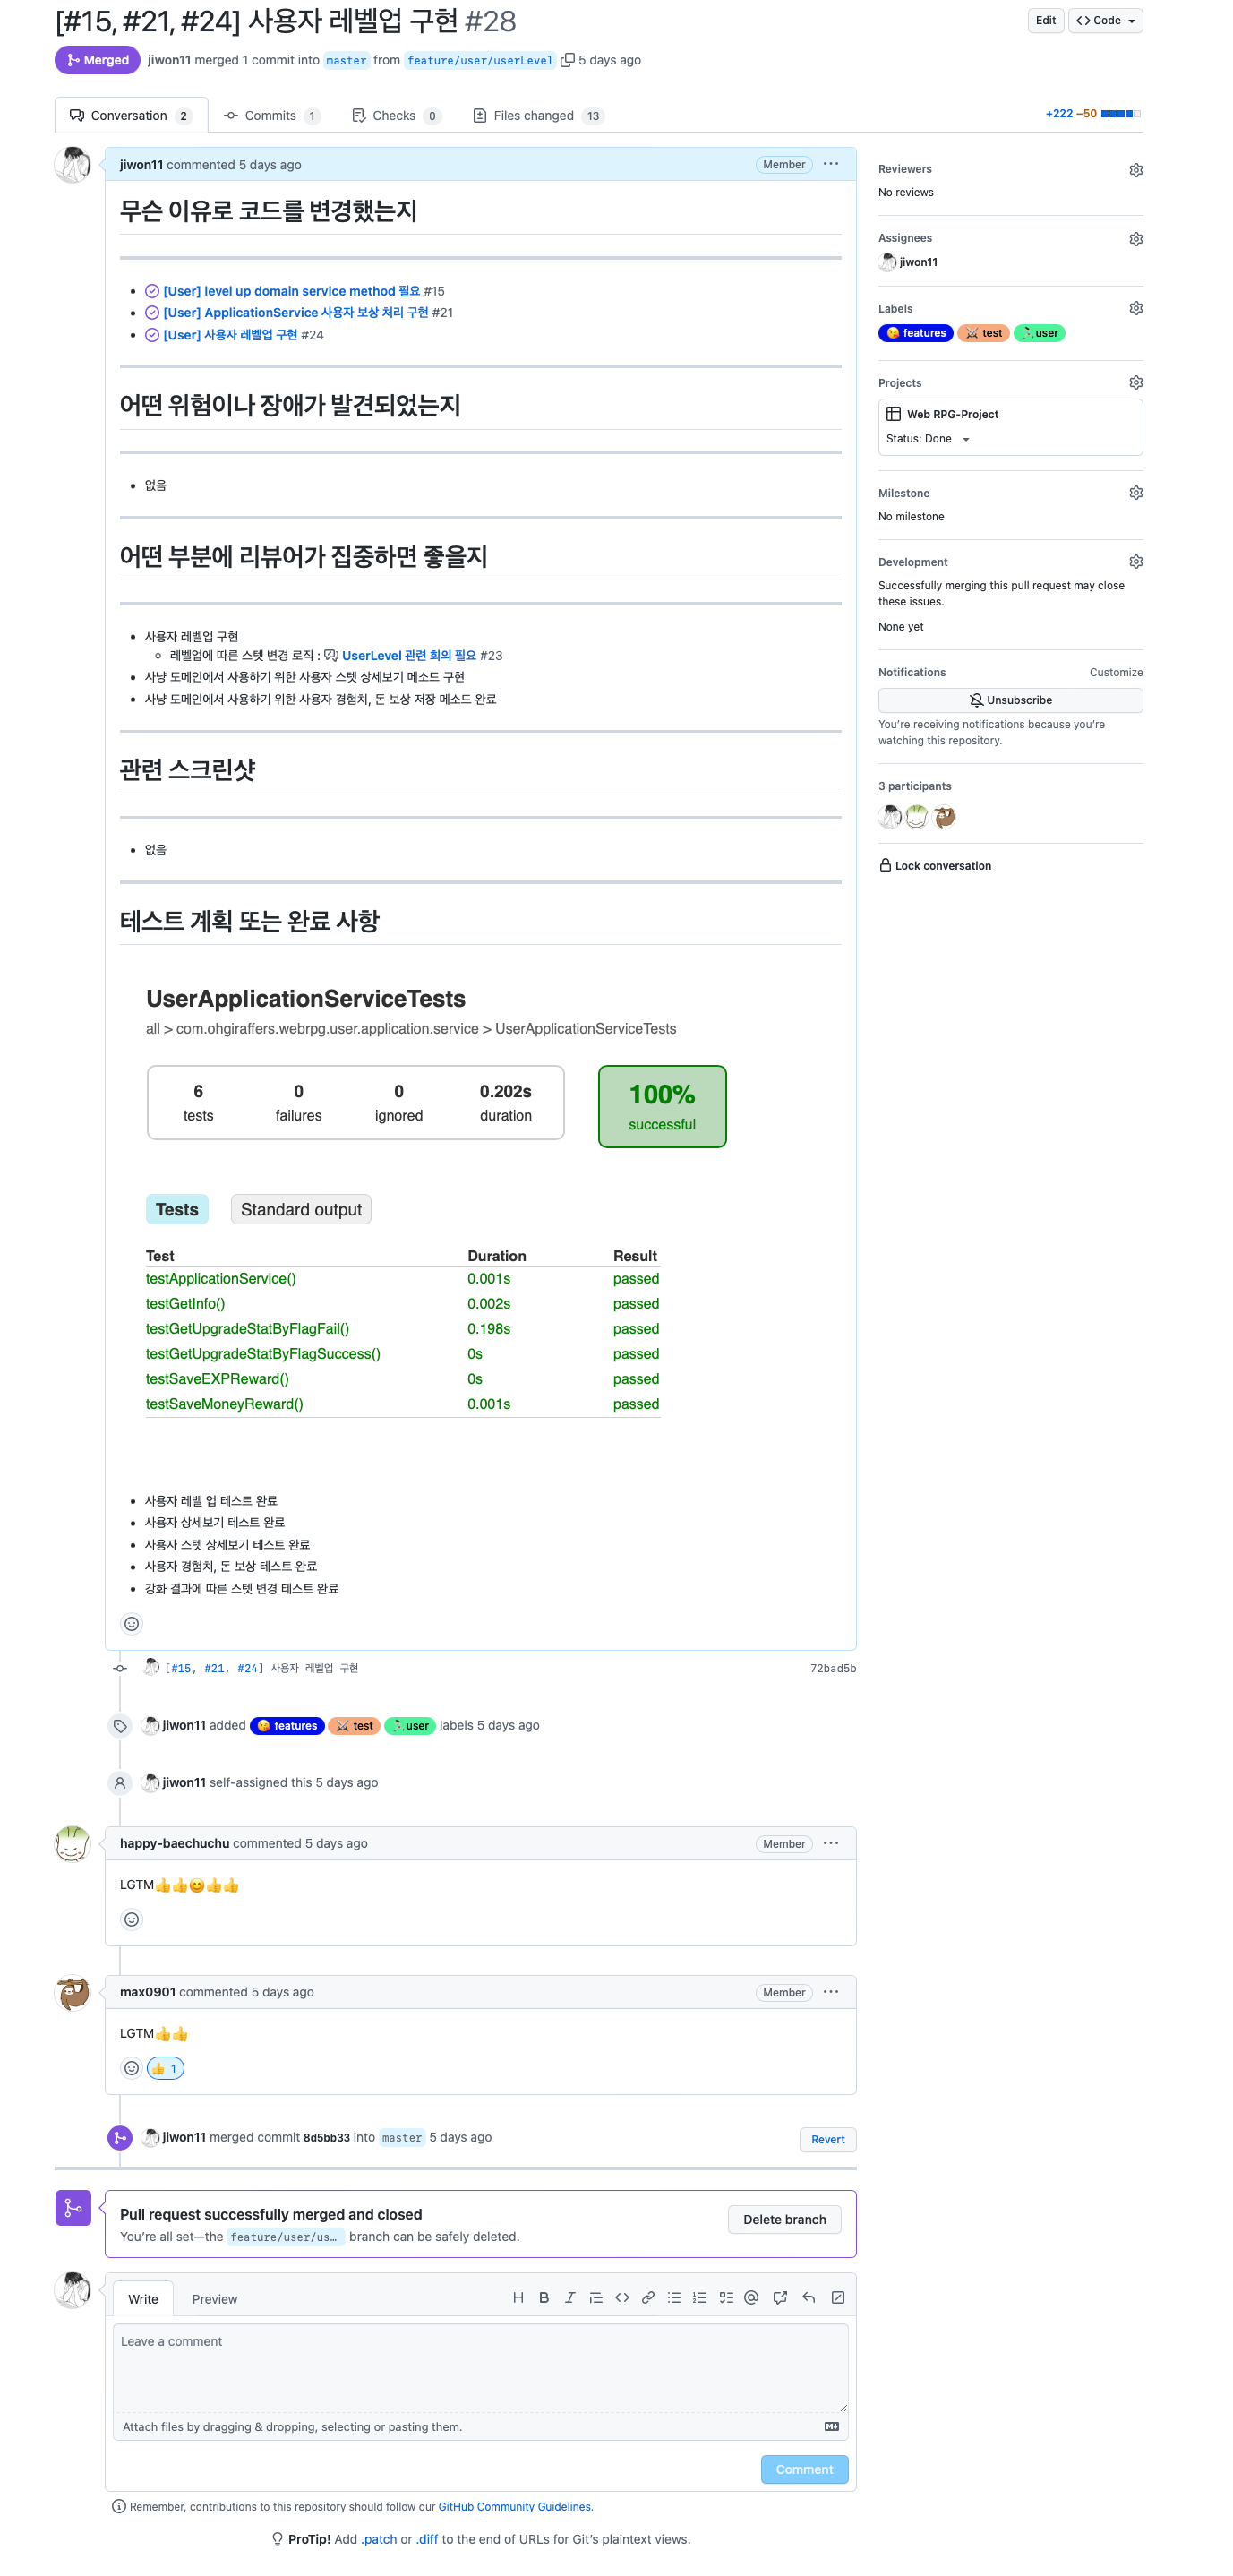 [#15, #21, #24] 사용자 레벨업 구현 #28
Edit
Code
Merged
jiwon11 merged 1 commit into master from feature/user/userLevel 5 days ago
Conversation 2
Commits 1
Checks 0
Files changed 13
+222 −50
jiwon11 commented 5 days ago
Member
무슨 이유로 코드를 변경했는지
[User] level up domain service method 필요 #15
[User] ApplicationService 사용자 보상 처리 구현 #21
[User] 사용자 레벨업 구현 #24
어떤 위험이나 장애가 발견되었는지
없음
어떤 부분에 리뷰어가 집중하면 좋을지
사용자 레벨업 구현
레벨업에 따른 스텟 변경 로직 : UserLevel 관련 회의 필요 #23
사냥 도메인에서 사용하기 위한 사용자 스텟 상세보기 메소드 구현
사냥 도메인에서 사용하기 위한 사용자 경험치, 돈 보상 저장 메소드 완료
관련 스크린샷
없음
테스트 계획 또는 완료 사항
UserApplicationServiceTests
all > com.ohgiraffers.webrpg.user.application.service > UserApplicationServiceTests
6 0 0 0.202s
tests failures ignored duration
100%
successful
Tests
Standard output
Test Duration Result
testApplicationService() 0.001s passed
testGetInfo() 0.002s passed
testGetUpgradeStatByFlagFail() 0.198s passed
testGetUpgradeStatByFlagSuccess() 0s passed
testSaveEXPReward() 0s passed
testSaveMoneyReward() 0.001s passed
사용자 레벨 업 테스트 완료
사용자 상세보기 테스트 완료
사용자 스텟 상세보기 테스트 완료
사용자 경험치, 돈 보상 테스트 완료
강화 결과에 따른 스텟 변경 테스트 완료
[#15, #21, #24] 사용자 레벨업 구현
72bad5b
jiwon11 added 😘 features ⚔️ test user labels 5 days ago
jiwon11 self-assigned this 5 days ago
happy-baechuchu commented 5 days ago
Member
LGTM👍👍😊👍👍
max0901 commented 5 days ago
Member
LGTM👍👍
👍 1
jiwon11 merged commit 8d5bb33 into master 5 days ago
Revert
Pull request successfully merged and closed
You're all set—the feature/user/us… branch can be safely deleted.
Delete branch
Write
Preview
Leave a comment
Attach files by dragging & dropping, selecting or pasting them.
Comment
Remember, contributions to this repository should follow our GitHub Community Guidelines.
ProTip! Add .patch or .diff to the end of URLs for Git's plaintext views.
Reviewers
No reviews
Assignees
jiwon11
Labels
😘 features ⚔️ test user
Projects
Web RPG-Project
Status: Done
Milestone
No milestone
Development
Successfully merging this pull request may close
these issues.
None yet
Notifications
Customize
Unsubscribe
You're receiving notifications because you're
watching this repository.
3 participants
Lock conversation